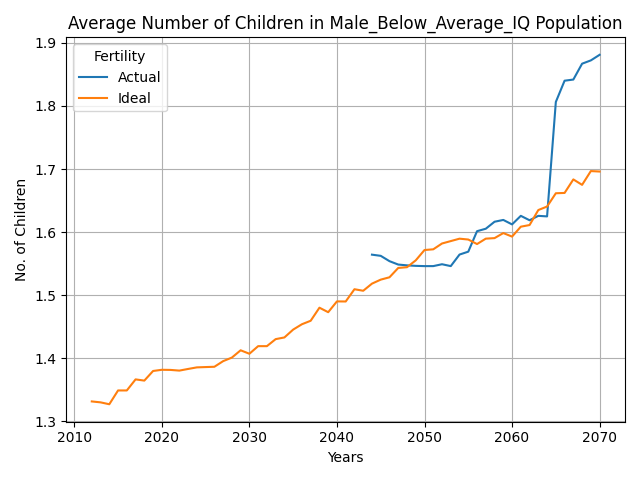 Average Number of Children in Male_Below_Average_IQ Population
Fertility
Actual
Ideal
No. of Children
1.9
1.8
1.7
1.6
1.5
1.4
1.3
2010 2020 2030 2040 2050 2060 2070
Years